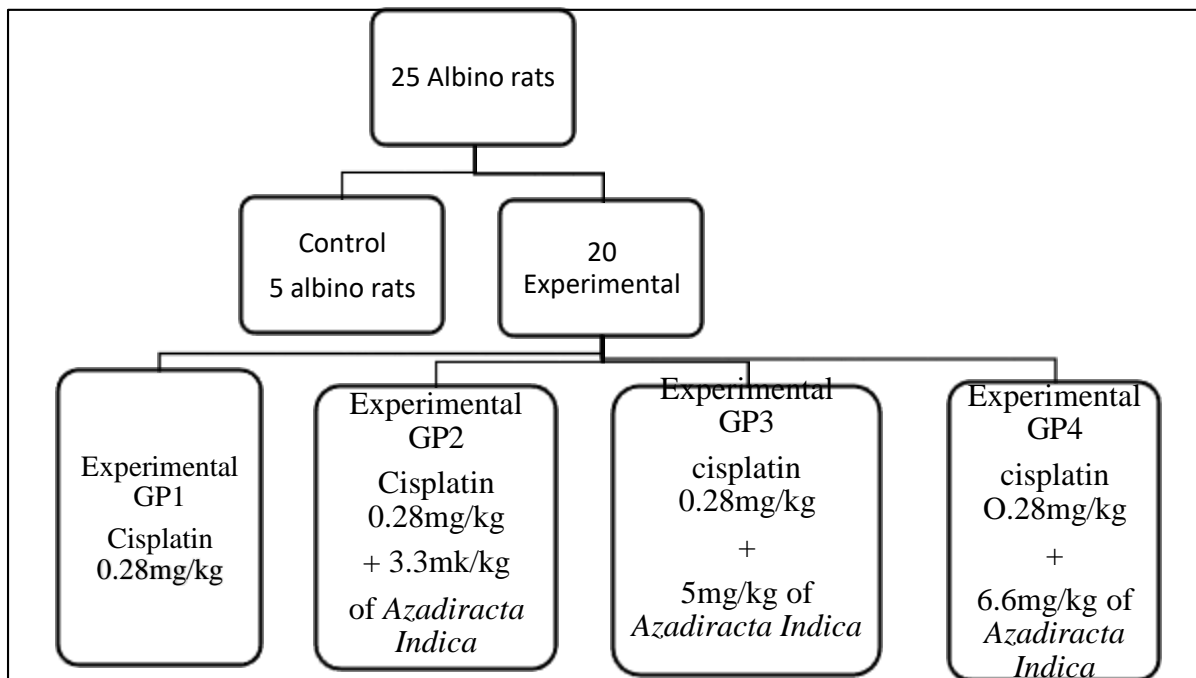 25 Albino rats
Control
5 albino rats
20
Experimental
Experimental
GP1
Cisplatin
0.28mg/kg
Experimental
GP2
Cisplatin
0.28mg/kg
+ 3.3mk/kg
of Azadiracta
Indica
Experimental
GP3
cisplatin
0.28mg/kg
+
5mg/kg of
Azadiracta Indica
Experimental
GP4
cisplatin
O.28mg/kg
+
6.6mg/kg of
Azadiracta
Indica